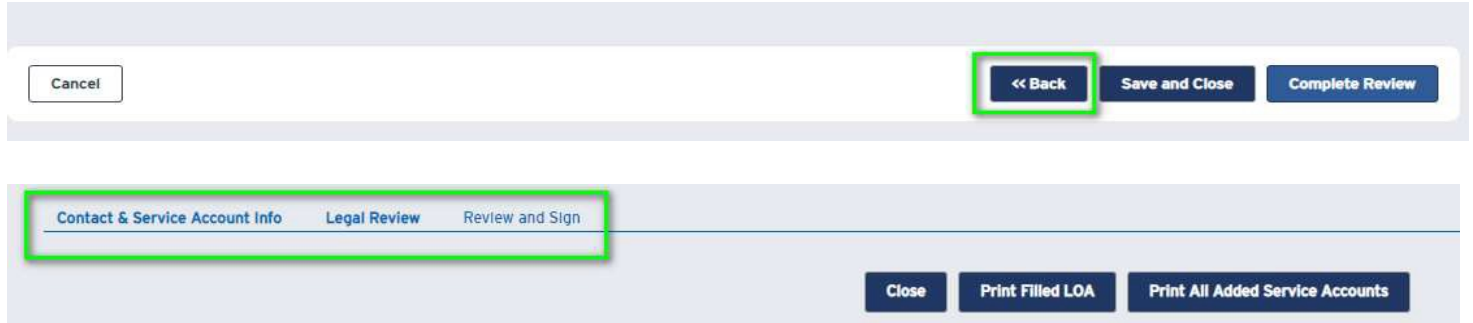 Cancel << Back Save and Close Complete Review
Contact & Service Account Info Legal Review Review and Sign
Close Print Filled LOA Print All Added Service Accounts